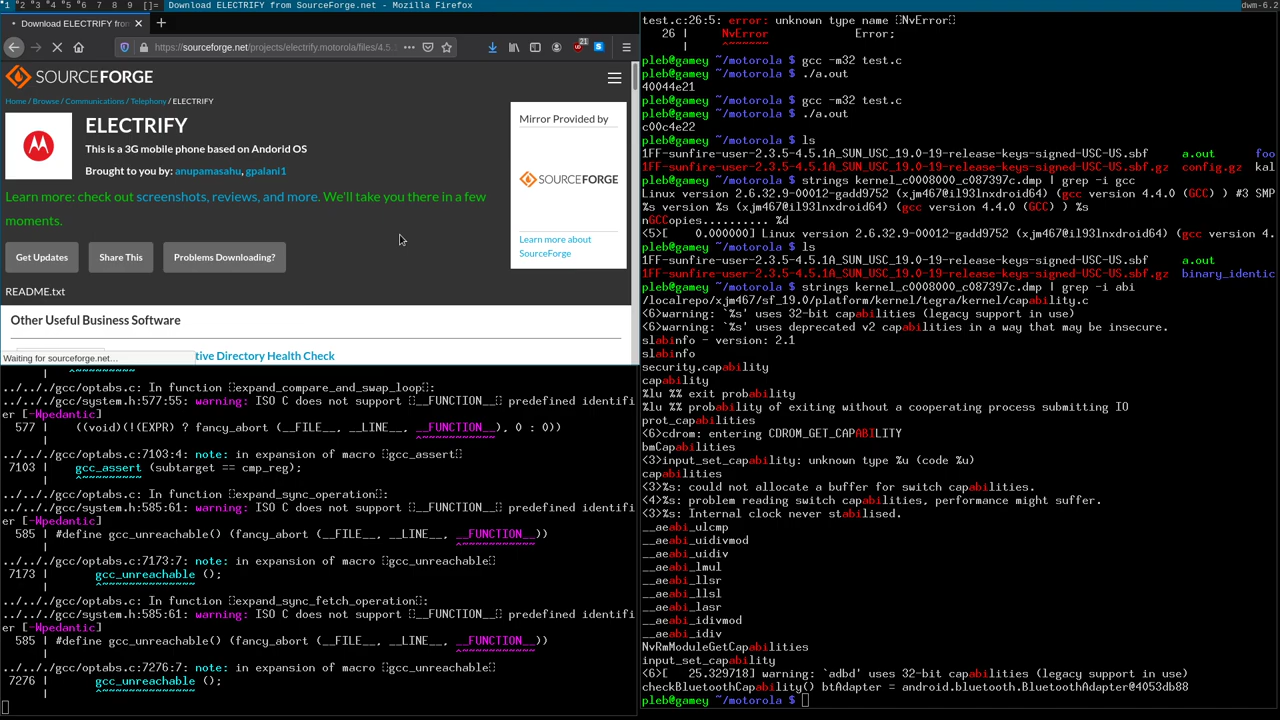 1 2 3 4 5 6 7 8 9 []= Download ELECTRIFY from SourceForge.net - Mozilla Firefox dwm-6.2
Download ELECTRIFY from
https://sourceforge.net/projects/electrify.motorola/files/4.5.
21
SOURCEFORGE
Home / Browse / Communications / Telephony / ELECTRIFY
ELECTRIFY
This is a 3G mobile phone based on Andorid OS
Brought to you by: anupamasahu, gpalani1
Mirror Provided by
SOURCEFORGE
Learn more about
SourceForge
Learn more: check out screenshots, reviews, and more. We'll take you there in a few
moments.
Get Updates
Share This
Problems Downloading?
README.txt
Other Useful Business Software
tive Directory Health Check
Waiting for sourceforge.net…
../.././gcc/optabs.c: In function expand_compare_and_swap_loop:
../.././gcc/system.h:577:55: warning: ISO C does not support __FUNCTION__ predefined identifi
er [-Wpedantic]
577 | ((void)(!(EXPR) ? fancy_abort (__FILE__, __LINE__, __FUNCTION__), 0 : 0))
| ^~~~~~~~~~~~
../.././gcc/optabs.c:7103:4: note: in expansion of macro gcc_assert
7103 | gcc_assert (subtarget == cmp_reg);
| ^~~~~~~~~~
../.././gcc/optabs.c: In function expand_sync_operation:
../.././gcc/system.h:585:61: warning: ISO C does not support __FUNCTION__ predefined identifi
er [-Wpedantic]
585 | #define gcc_unreachable() (fancy_abort (__FILE__, __LINE__, __FUNCTION__))
| ^~~~~~~~~~~~
../.././gcc/optabs.c:7173:7: note: in expansion of macro gcc_unreachable
7173 | gcc_unreachable ();
| ^~~~~~~~~~~~~~~
../.././gcc/optabs.c: In function expand_sync_fetch_operation:
../.././gcc/system.h:585:61: warning: ISO C does not support __FUNCTION__ predefined identifi
er [-Wpedantic]
585 | #define gcc_unreachable() (fancy_abort (__FILE__, __LINE__, __FUNCTION__))
| ^~~~~~~~~~~~
../.././gcc/optabs.c:7276:7: note: in expansion of macro gcc_unreachable
7276 | gcc_unreachable ();
| ^~~~~~~~~~~~~~~
test.c:26:5: error: unknown type name NvError
26 | NvError Error;
| ^~~~~~~
pleb@gamey ~/motorola $ gcc -m32 test.c
pleb@gamey ~/motorola $ ./a.out
40044e21
pleb@gamey ~/motorola $ gcc -m32 test.c
pleb@gamey ~/motorola $ ./a.out
c00c4e22
pleb@gamey ~/motorola $ ls
1FF-sunfire-user-2.3.5-4.5.1A_SUN_USC_19.0-19-release-keys-signed-USC-US.sbf a.out foo
1FF-sunfire-user-2.3.5-4.5.1A_SUN_USC_19.0-19-release-keys-signed-USC-US.sbf.gz config.gz kal
pleb@gamey ~/motorola $ strings kernel_c0008000_c087397c.dmp | grep -i gcc
Linux version 2.6.32.9-00012-gadd9752 (xjm467@il93lnxdroid64) (gcc version 4.4.0 (GCC) ) #3 SMP
%s version %s (xjm467@il93lnxdroid64) (gcc version 4.4.0 (GCC) ) %s
nGCCopies.......... %d
<5>[ 0.000000] Linux version 2.6.32.9-00012-gadd9752 (xjm467@il93lnxdroid64) (gcc version 4.
pleb@gamey ~/motorola $ ls
1FF-sunfire-user-2.3.5-4.5.1A_SUN_USC_19.0-19-release-keys-signed-USC-US.sbf a.out
1FF-sunfire-user-2.3.5-4.5.1A_SUN_USC_19.0-19-release-keys-signed-USC-US.sbf.gz binary_identic
pleb@gamey ~/motorola $ strings kernel_c0008000_c087397c.dmp | grep -i abi
/localrepo/xjm467/sf_19.0/platform/kernel/tegra/kernel/capability.c
<6>warning: `%s' uses 32-bit capabilities (legacy support in use)
<6>warning: `%s' uses deprecated v2 capabilities in a way that may be insecure.
slabinfo - version: 2.1
slabinfo
security.capability
capability
%lu %% exit probability
%lu %% probability of exiting without a cooperating process submitting IO
prot_capabilities
<6>cdrom: entering CDROM_GET_CAPABILITY
bmCapabilities
<3>input_set_capability: unknown type %u (code %u)
capabilities
<3>%s: could not allocate a buffer for switch capabilities.
<4>%s: problem reading switch capabilities, performance might suffer.
<3>%s: Internal clock never stabilised.
__aeabi_ulcmp
__aeabi_uidivmod
__aeabi_uidiv
__aeabi_lmul
__aeabi_llsr
__aeabi_llsl
__aeabi_lasr
__aeabi_idivmod
__aeabi_idiv
NvRmModuleGetCapabilities
input_set_capability
<6>[ 25.329718] warning: `adbd' uses 32-bit capabilities (legacy support in use)
checkBluetoothCapability() btAdapter = android.bluetooth.BluetoothAdapter@4053db88
pleb@gamey ~/motorola $